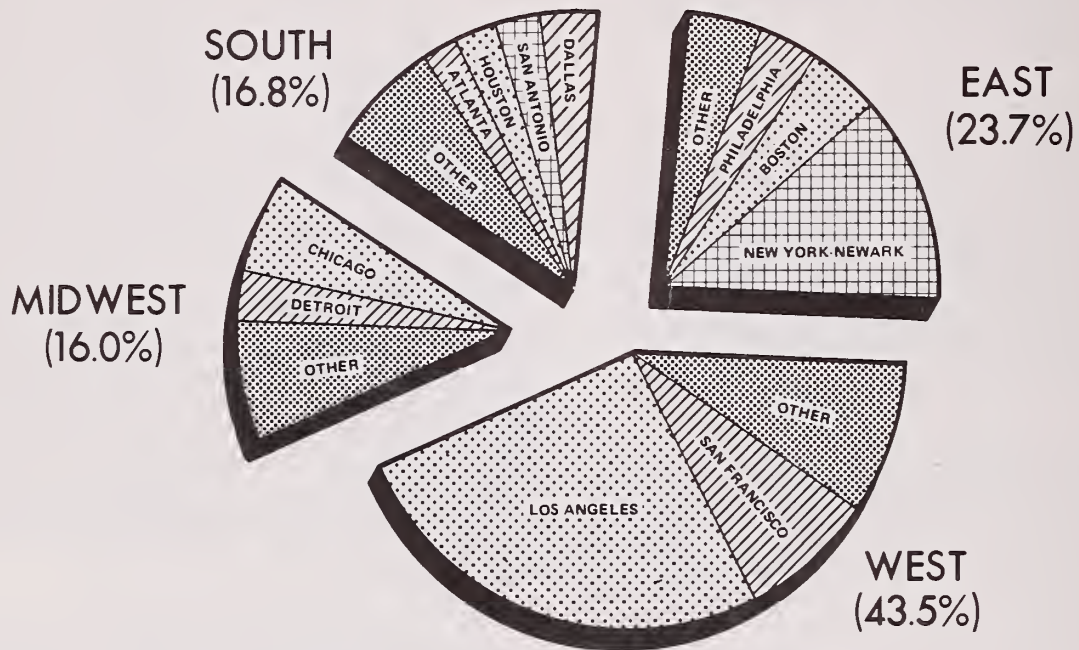 SOUTH
(16.8%)
DALLAS
SAN ANTONIO
HOUSTON
ATLANTA
OTHER
EAST
(23.7%)
OTHER
PHILADELPHIA
BOSTON
NEW YORK-NEWARK
MIDWEST
(16.0%)
CHICAGO
DETROIT
OTHER
WEST
(43.5%)
OTHER
SAN FRANCISCO
LOS ANGELES